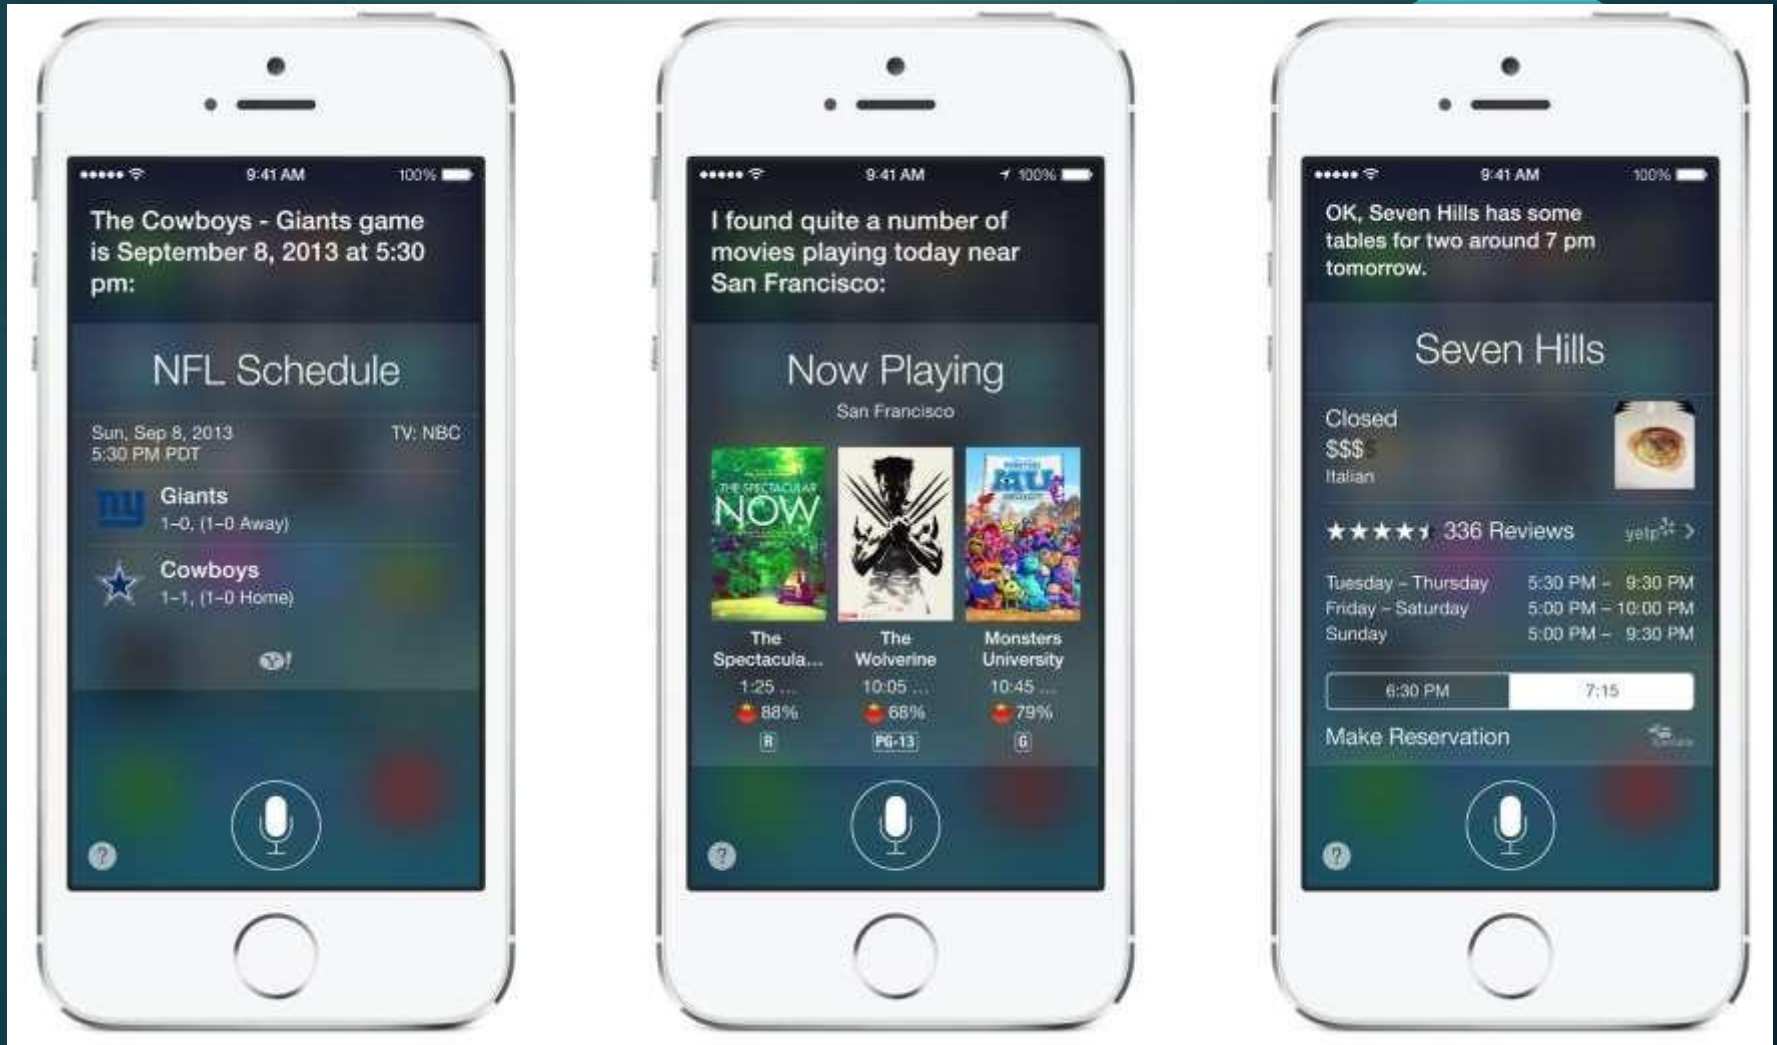 9:41 AM 100%
The Cowboys - Giants game
is September 8, 2013 at 5:30
pm:
NFL Schedule
Sun, Sep 8, 2013 TV: NBC
5:30 PM PDT
ny Giants
1-0, (1-0 Away)
Cowboys
1-1, (1-0 Home)
Y!
?
9:41 AM 100%
I found quite a number of
movies playing today near
San Francisco:
Now Playing
San Francisco
THE SPECTACULAR
NOW
MU
The
Spectacula...
1:25 ...
88%
R
The
Wolverine
10:05 ...
68%
PG-13
Monsters
University
10:45 ...
79%
G
?
9:41 AM 100%
OK, Seven Hills has some
tables for two around 7 pm
tomorrow.
Seven Hills
Closed
$$$$
Italian
336 Reviews yelp
Tuesday – Thursday 5:30 PM – 9:30 PM
Friday – Saturday 5:00 PM – 10:00 PM
Sunday 5:00 PM – 9:30 PM
6:30 PM 7:15
Make Reservation
?